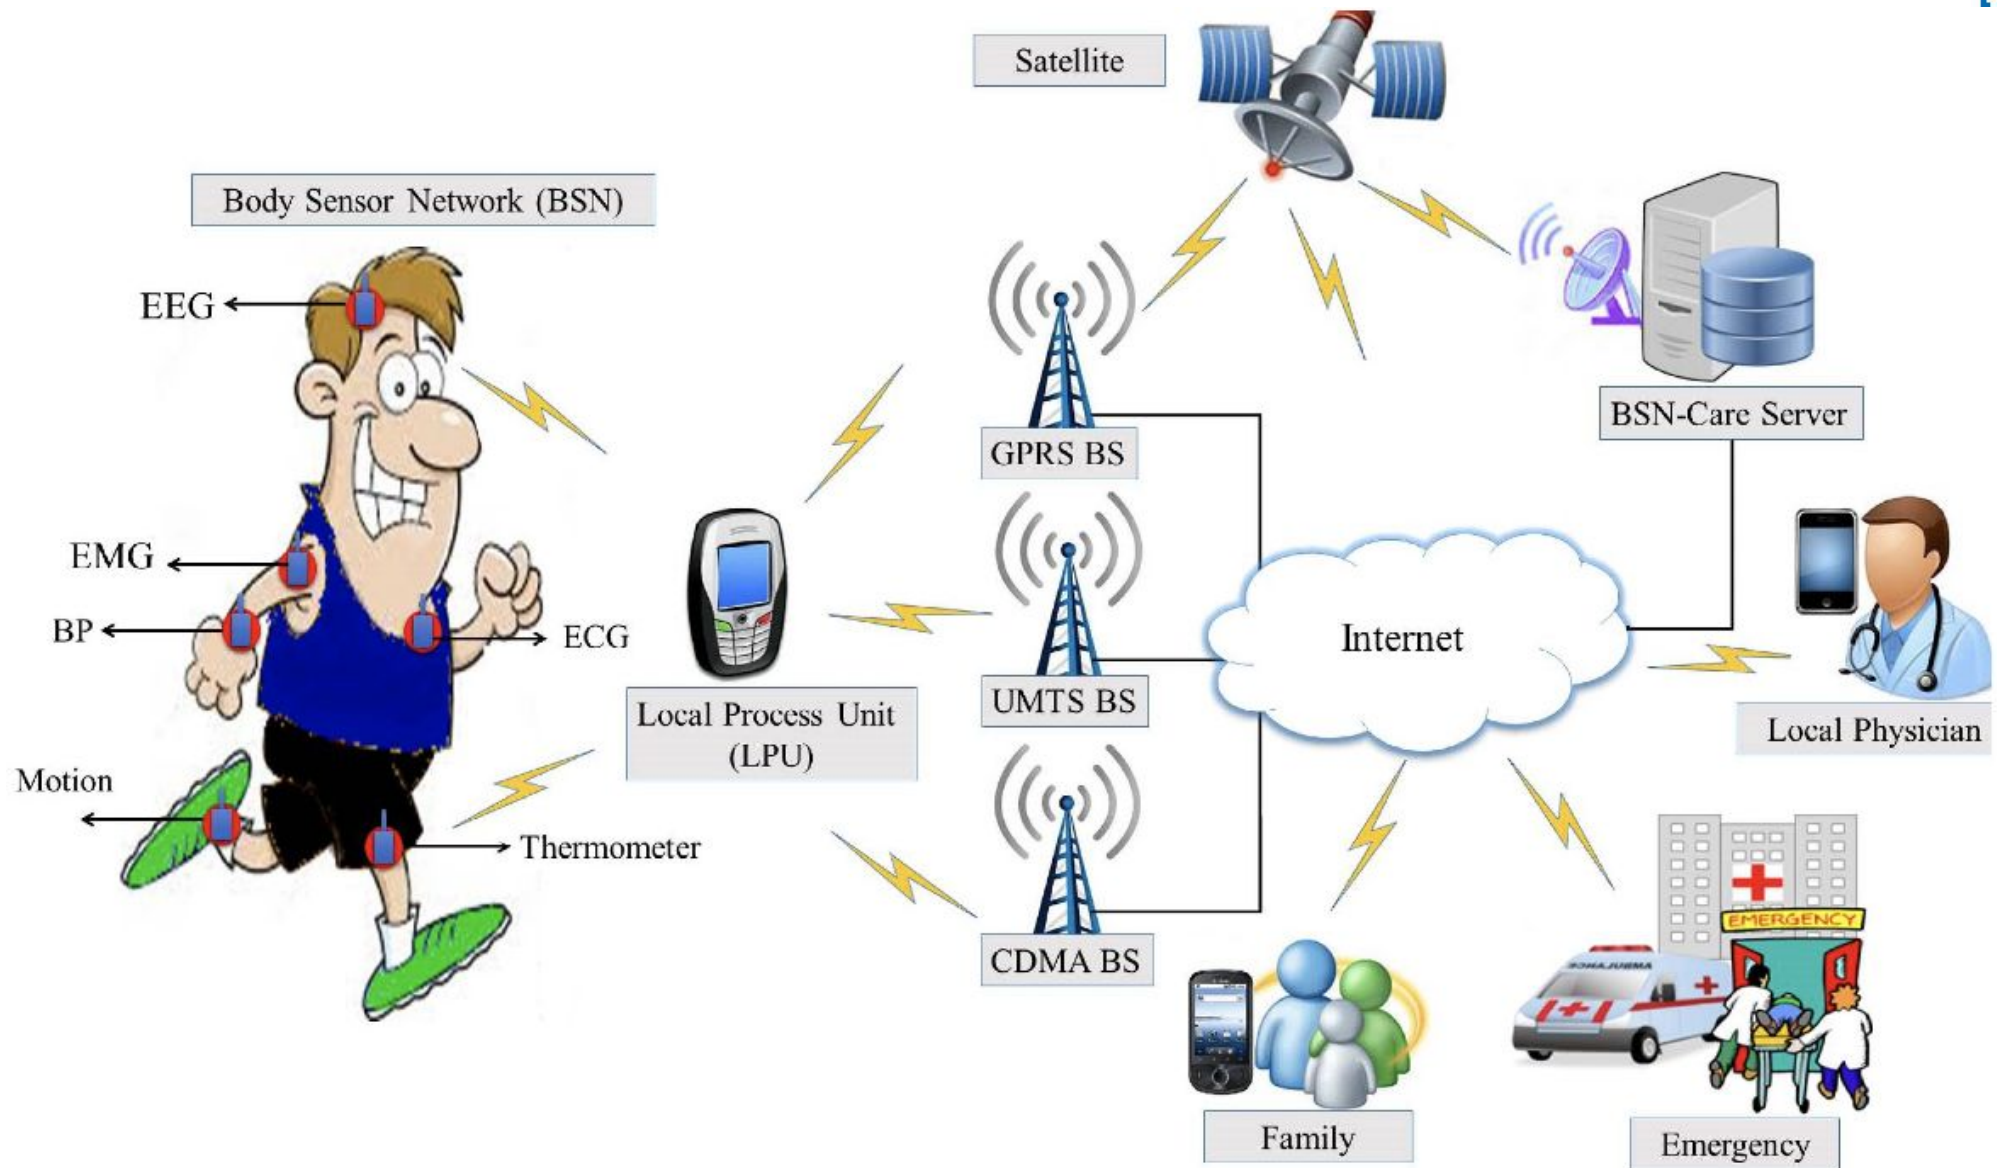 Satellite
Body Sensor Network (BSN)
EEG
BSN-Care Server
GPRS BS
EMG
BP
ECG
Internet
Local Process Unit
(LPU)
UMTS BS
Local Physician
Motion
Thermometer
CDMA BS
EMERGENCY
Family
Emergency